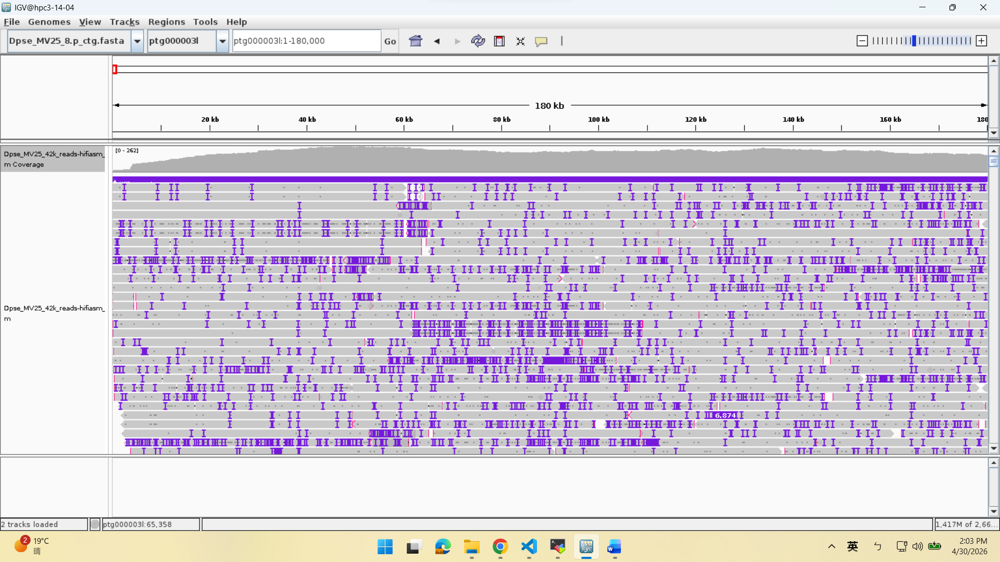 IGV@hpc3-14-04
File Genomes View Tracks Regions Tools Help
Dpse_MV25_8.p_ctg.fasta ptg000003l ptg000003l:1-180,000 Go
180 kb
20 kb 40 kb 60 kb 80 kb 100 kb 120 kb 140 kb 160 kb 180
[0 - 262]
Dpse_MV25_42k_reads-hifiasm_
m Coverage
6,874
Dpse_MV25_42k_reads-hifiasm_
m
2 tracks loaded ptg000003l:65,358 1,417M of 2,66...
2 19°C
晴
英 ㄅ
2:03 PM
4/30/2026